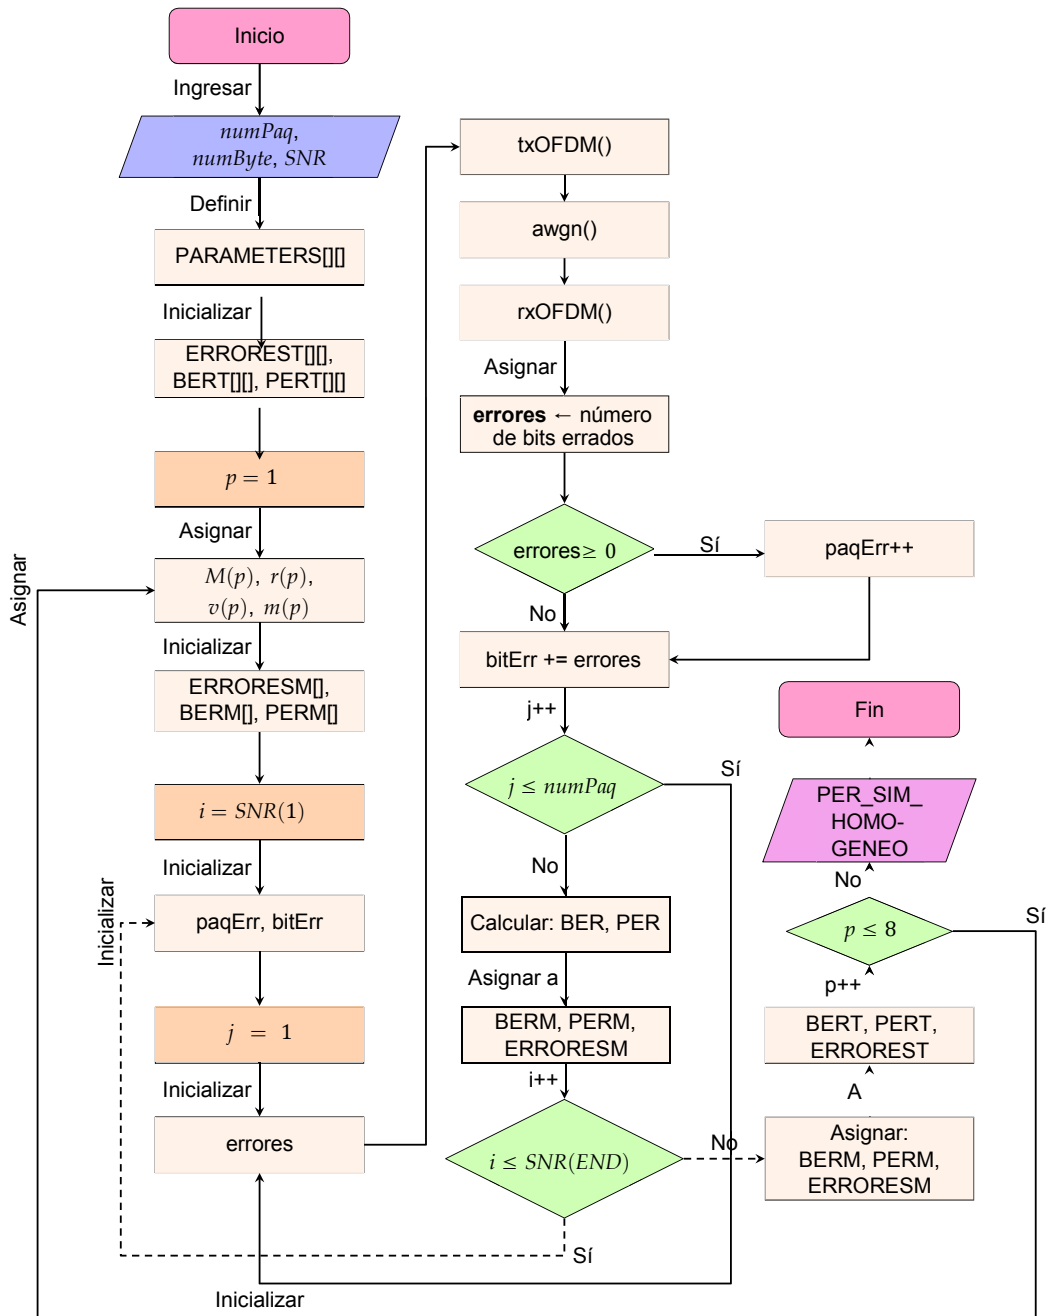 Inicio
Ingresar
numPaq,
numByte, SNR
Definir
PARAMETERS[][]
Inicializar
ERROREST[][],
BERT[][], PERT[][]
p = 1
Asignar
M(p), r(p),
v(p), m(p)
Asignar
Inicializar
ERRORESM[],
BERM[], PERM[]
i = SNR(1)
Inicializar
paqErr, bitErr
Inicializar
j = 1
Inicializar
errores
Inicializar
txOFDM()
awgn()
rxOFDM()
Asignar
errores ← número
de bits errados
errores≥ 0
Sí
paqErr++
No
bitErr += errores
j++
j ≤ numPaq
Sí
No
Calcular: BER, PER
Asignar a
BERM, PERM,
ERRORESM
i++
i ≤ SNR(END)
Sí
No
Asignar:
BERM, PERM,
ERRORESM
A
BERT, PERT,
ERROREST
p++
p ≤ 8
Sí
No
PER_SIM_
HOMO-
GENEO
Fin